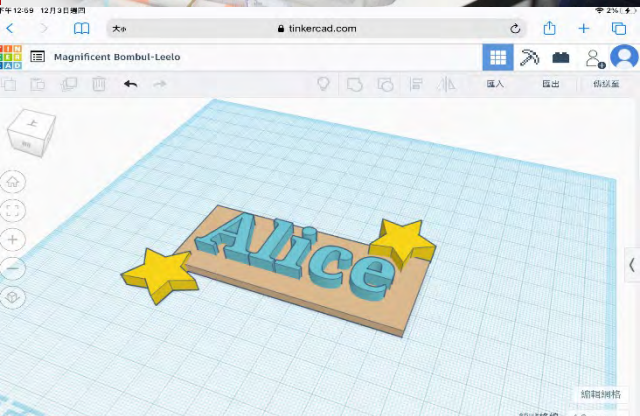 下午12:59 12月3日週四 2%
大小 tinkercad.com
TIN
KER
CAD
Magnificent Bombul-Leelo
匯入 匯出 傳送至
上
Alice
編輯網格